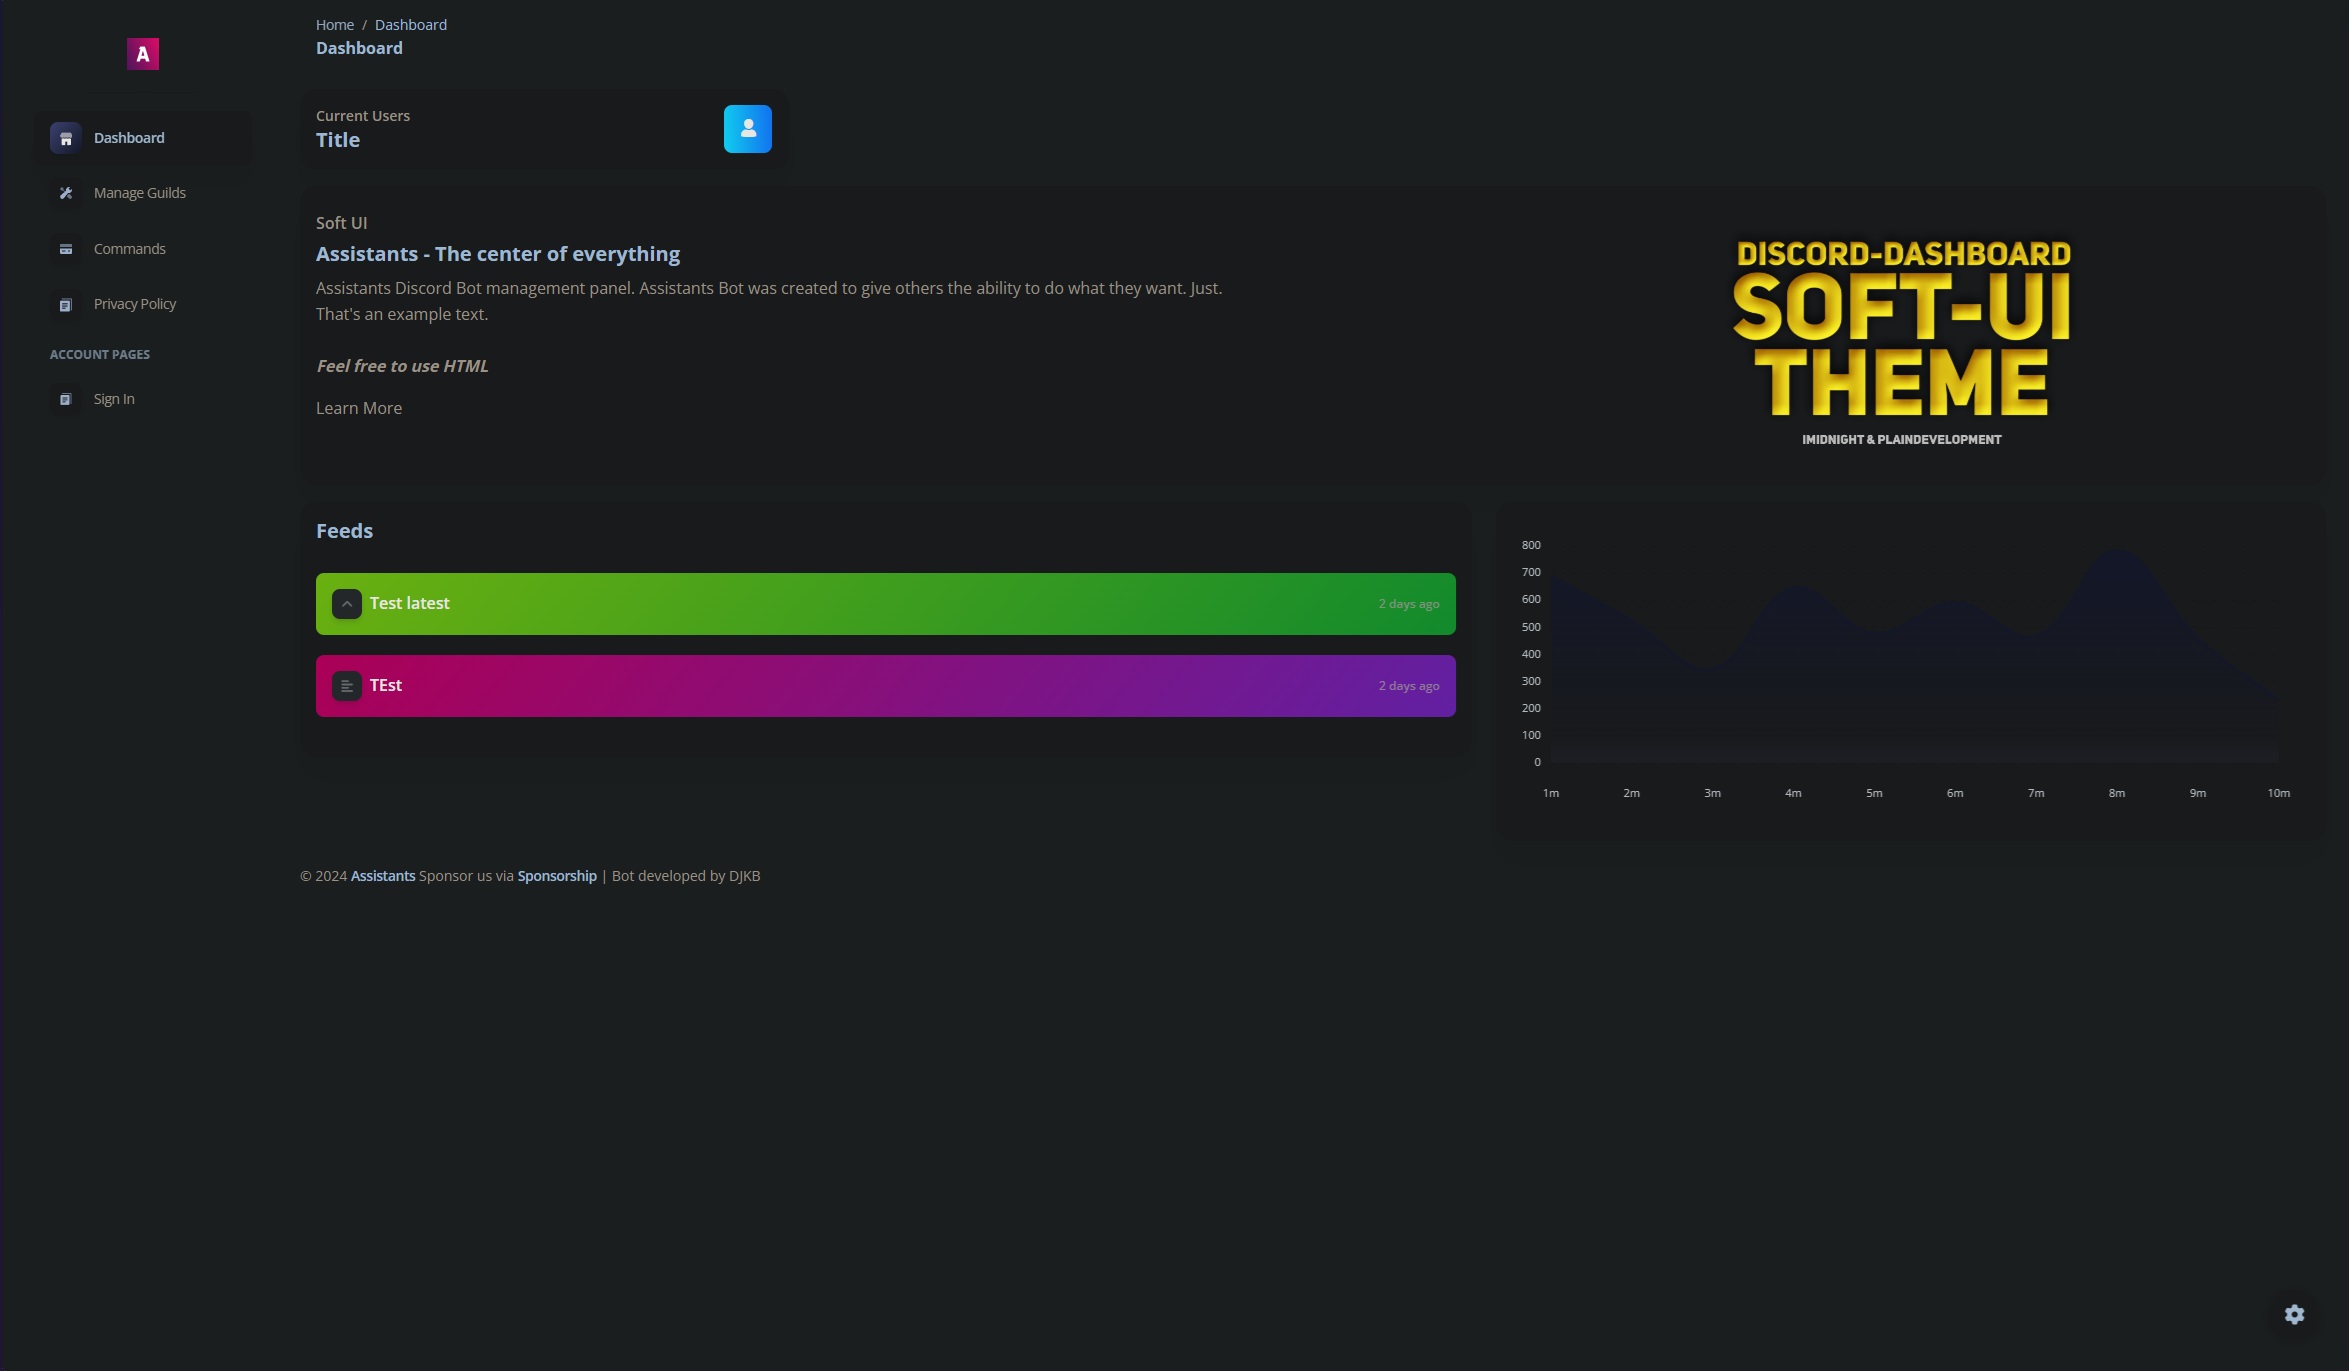 A
Dashboard
Manage Guilds
Commands
Privacy Policy
ACCOUNT PAGES
Sign In
Home / Dashboard
Dashboard
Current Users
Title
Soft UI
Assistants - The center of everything
Assistants Discord Bot management panel. Assistants Bot was created to give others the ability to do what they want. Just.
That's an example text.
Feel free to use HTML
Learn More
DISCORD-DASHBOARD
SOFT-UI
THEME
IMIDNIGHT & PLAINDEVELOPMENT
Feeds
Test latest 2 days ago
TEst 2 days ago
800
700
600
500
400
300
200
100
0
1m 2m 3m 4m 5m 6m 7m 8m 9m 10m
© 2024 Assistants Sponsor us via Sponsorship | Bot developed by DJKB